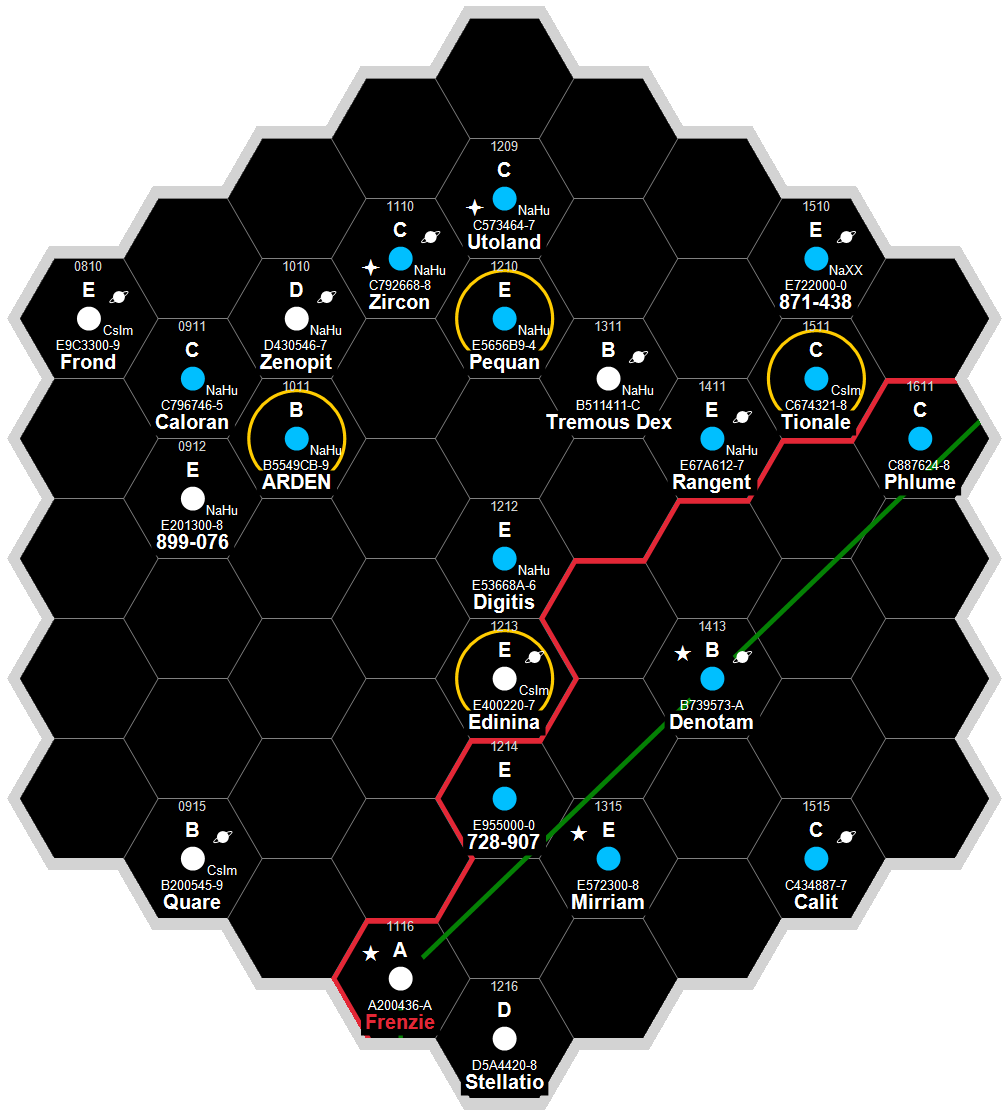 1209
C
NaHu
C573464-7
Utoland
1110
C
NaHu
C792668-8
Zircon
1510
E
NaXX
E722000-0
871-438
0810
E
CsIm
E9C3300-9
Frond
1010
D
NaHu
D430546-7
Zenopit
1210
E
NaHu
E5656B9-4
Pequan
0911
C
NaHu
C796746-5
Caloran
1311
B
NaHu
B511411-C
Tremous Dex
1511
C
CsIm
C674321-8
Tionale
1011
B
NaHu
B5549CB-9
ARDEN
1411
E
NaHu
E67A612-7
Rangent
1611
C
C887624-8
Phlume
0912
E
NaHu
E201300-8
899-076
1212
E
NaHu
E53668A-6
Digitis
1213
E
CsIm
E400220-7
Edinina
1413
B
B739573-A
Denotam
1214
E
E955000-0
728-907
0915
B
CsIm
B200545-9
Quare
1315
E
E572300-8
Mirriam
1515
C
C434887-7
Calit
1116
A
A200436-A
Frenzie
1216
D
D5A4420-8
Stellatio